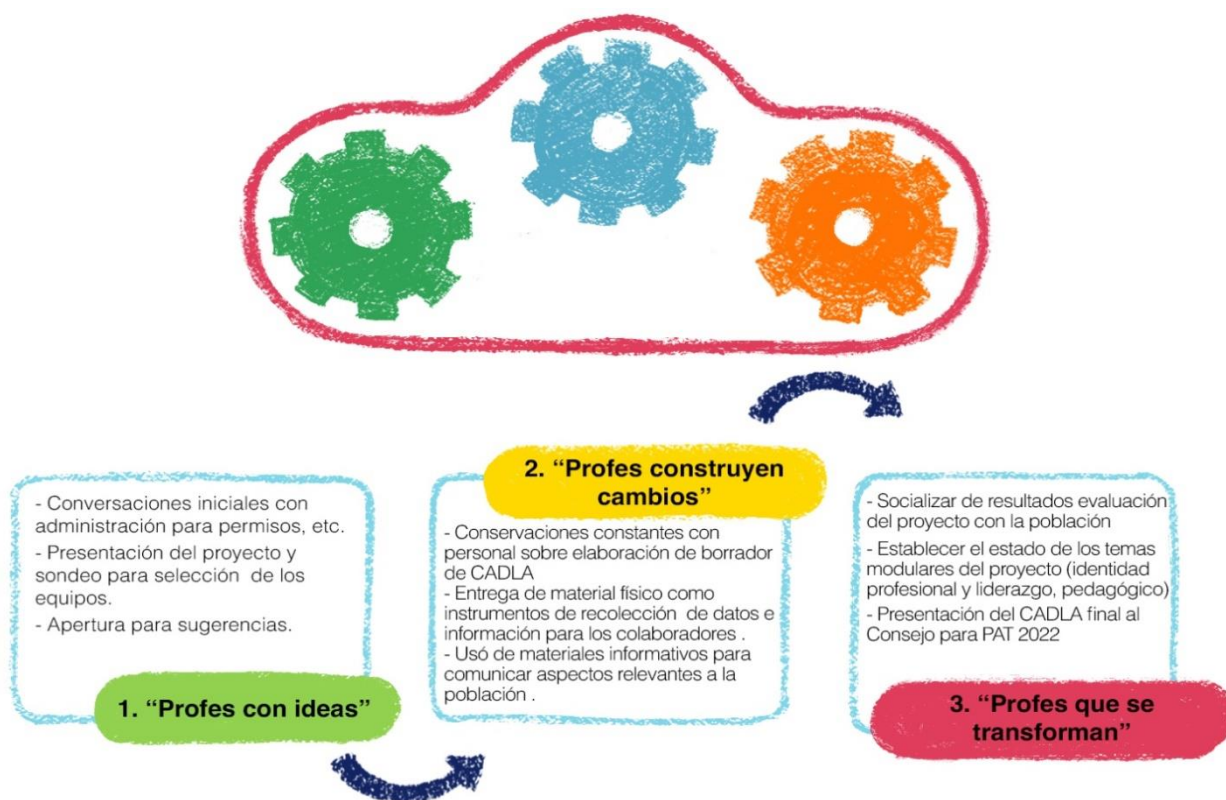 - Conversaciones iniciales con
administración para permisos, etc.
- Presentación del proyecto y
sondeo para selección de los
equipos.
- Apertura para sugerencias.
1. “Profes con ideas”
2. “Profes construyen
cambios”
- Conservaciones constantes con
personal sobre elaboración de borrador
de CADLA
- Entrega de material físico como
instrumentos de recolección de datos e
información para los colaboradores .
- Usó de materiales informativos para
comunicar aspectos relevantes a la
población .
- Socializar de resultados evaluación
del proyecto con la población
- Establecer el estado de los temas
modulares del proyecto (identidad
profesional y liderazgo, pedagógico)
- Presentación del CADLA final al
Consejo para PAT 2022
3. “Profes que se
transforman”